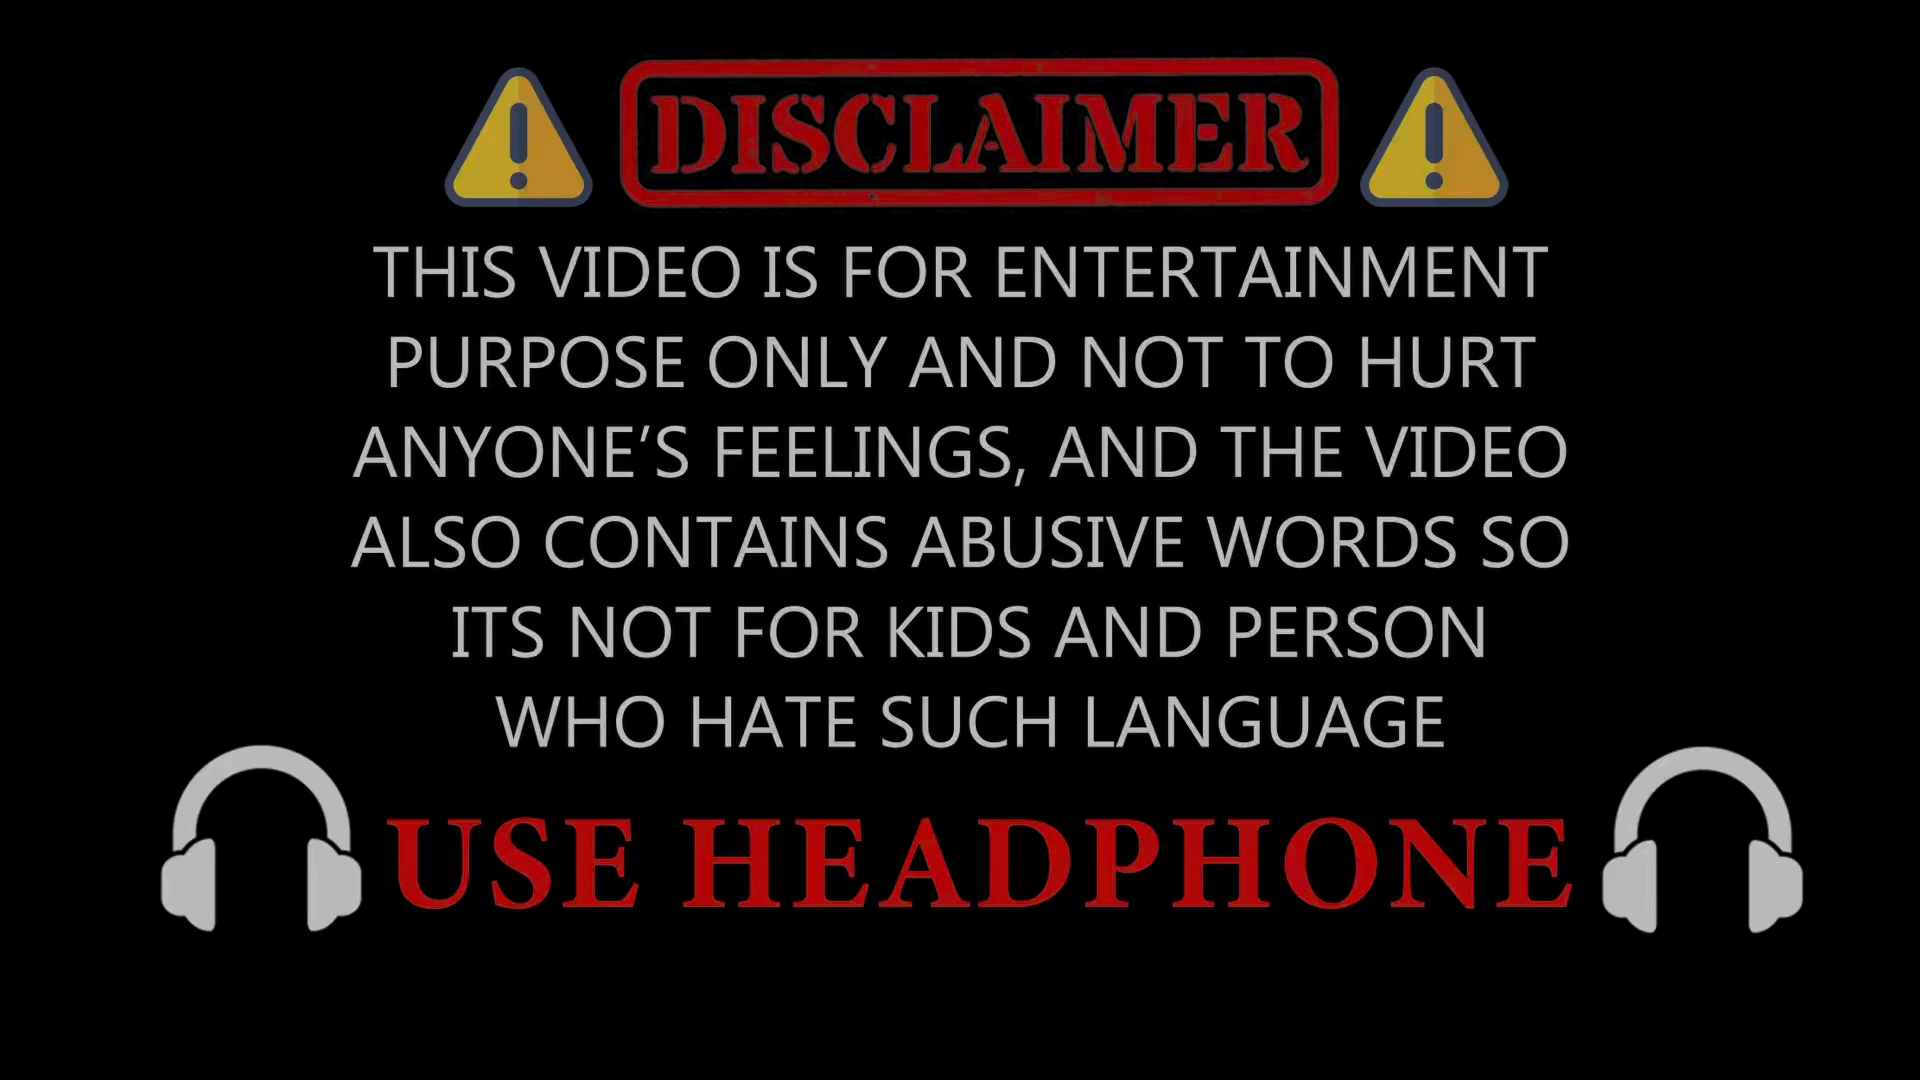 DISCLAIMER
THIS VIDEO IS FOR ENTERTAINMENT
PURPOSE ONLY AND NOT TO HURT
ANYONE’S FEELINGS, AND THE VIDEO
ALSO CONTAINS ABUSIVE WORDS SO
ITS NOT FOR KIDS AND PERSON
WHO HATE SUCH LANGUAGE
USE HEADPHONE